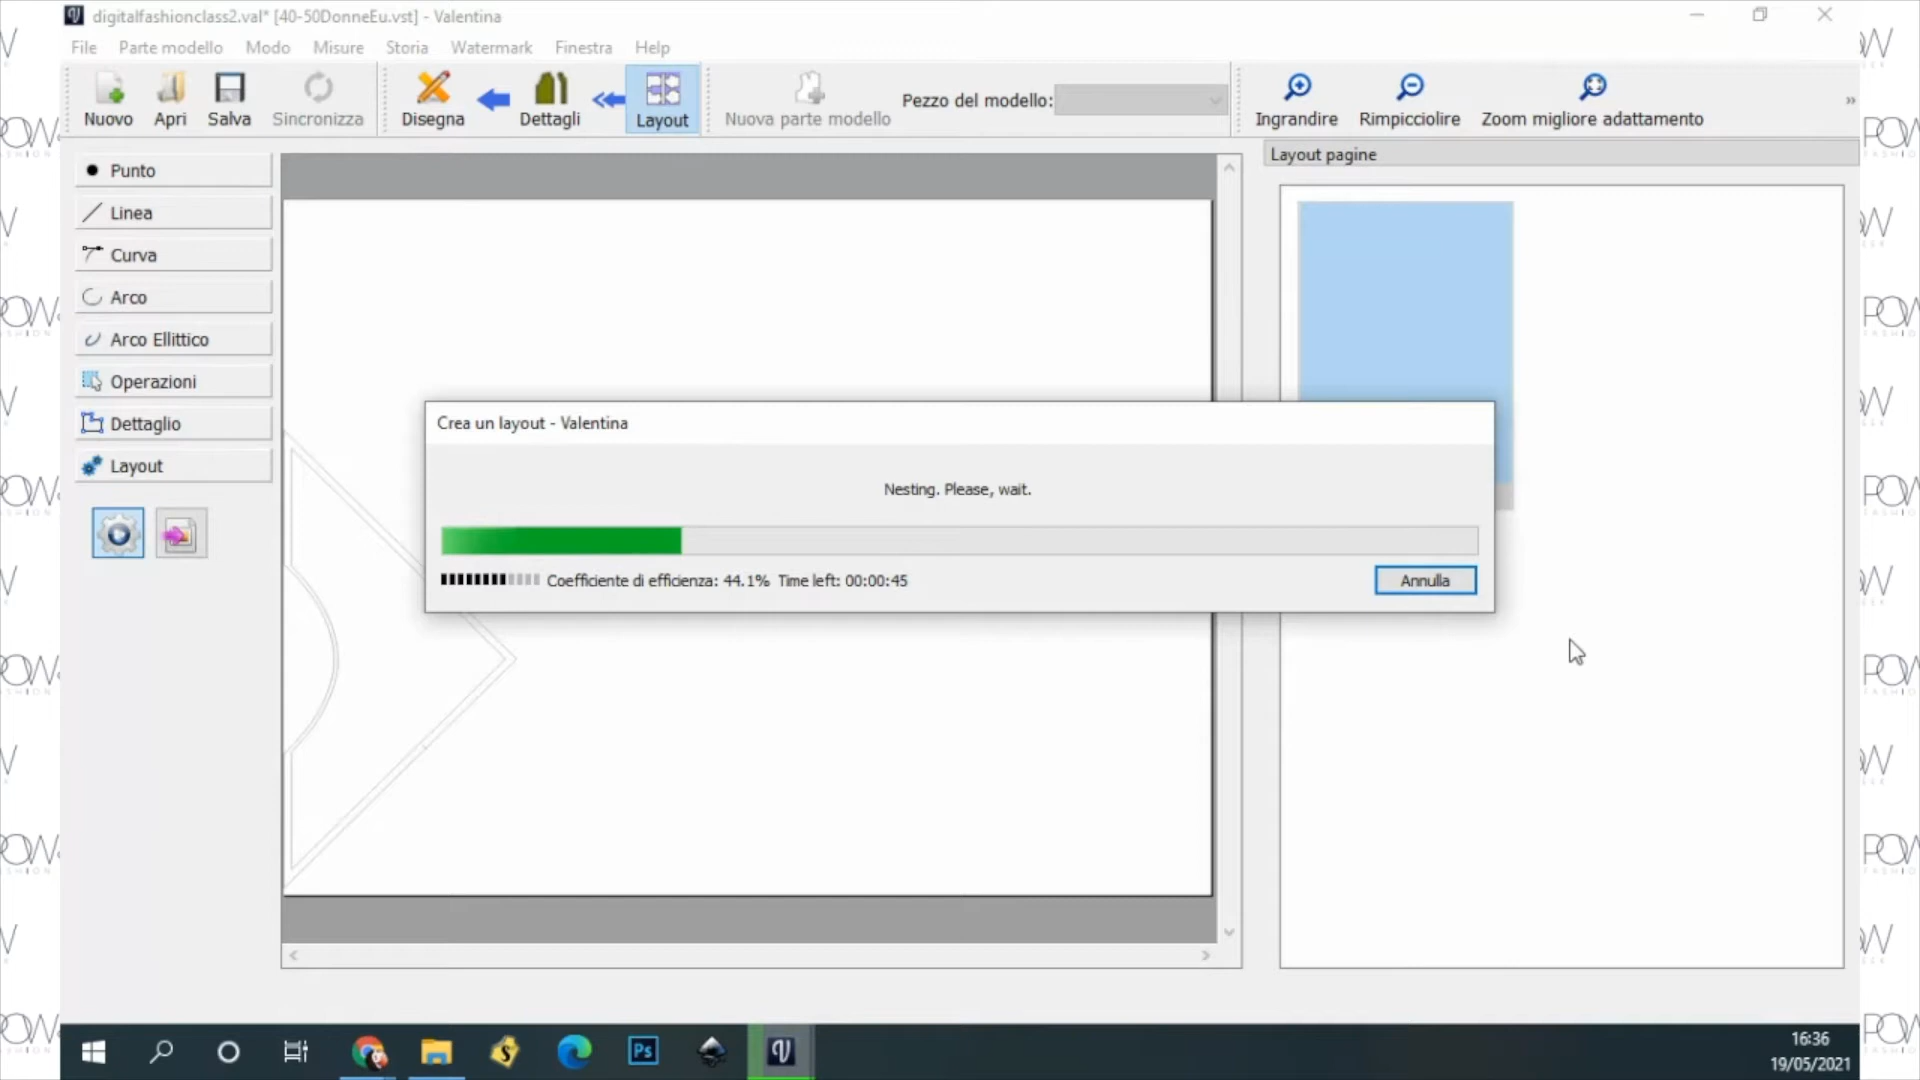 digitalfashionclass2.val* [40-50DonneEu.vst] - Valentina
File Parte modello Modo Misure Storia Watermark Finestra Help
Nuovo Apri Salva Sincronizza Disegna Dettagli Layout Nuova parte modello Pezzo del modello: Ingrandire Rimpicciolire Zoom migliore adattamento »
Punto
Linea
Curva
Arco
Arco Ellittico
Operazioni
Dettaglio
Layout
Layout pagine
Crea un layout - Valentina
Nesting. Please, wait.
Coefficiente di efficienza: 44.1% Time left: 00:00:45
Annulla
Ps
16:36
19/05/2021